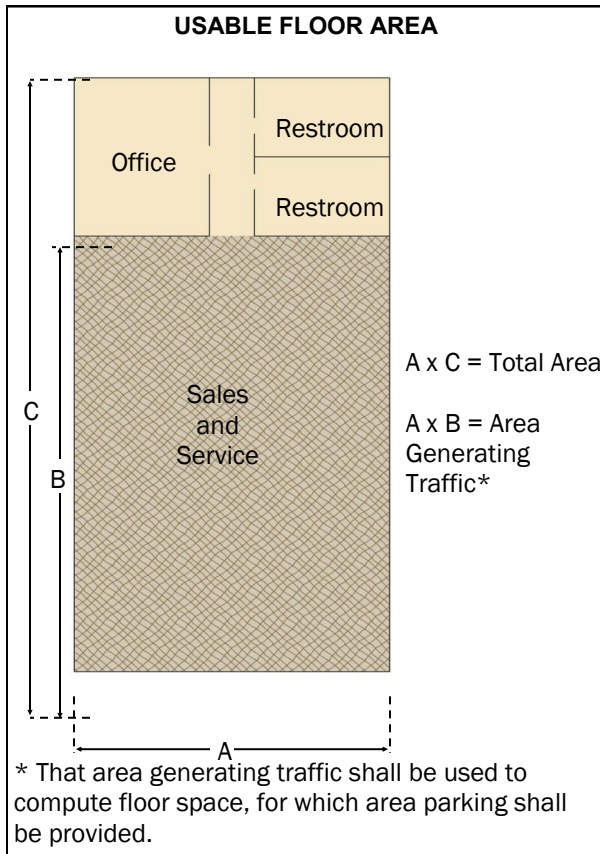 USABLE FLOOR AREA
Restroom
Office
Restroom
A x C = Total Area
Sales
and
Service
C
A x B = Area
Generating
Traffic*
B
A
* That area generating traffic shall be used to
compute floor space, for which area parking shall
be provided.